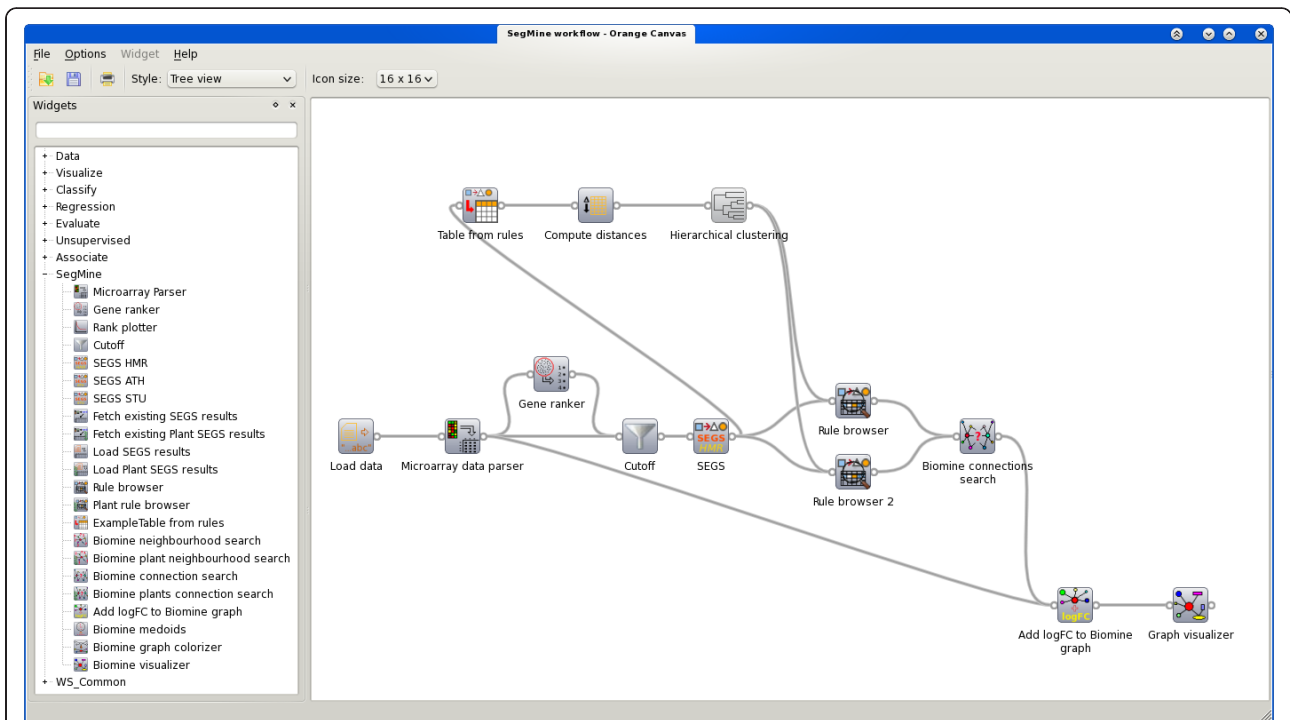 SegMine workflow - Orange Canvas
File Options Widget Help
Style: Tree view Icon size: 16 x 16
Widgets
Data
Visualize
Classify
Regression
Evaluate
Unsupervised
Associate
SegMine
Microarray Parser
Gene ranker
Rank plotter
Cutoff
SEGS HMR
SEGS ATH
SEGS STU
Fetch existing SEGS results
Fetch existing Plant SEGS results
Load SEGS results
Load Plant SEGS results
Rule browser
Plant rule browser
ExampleTable from rules
Biomine neighbourhood search
Biomine plant neighbourhood search
Biomine connection search
Biomine plants connection search
Add logFC to Biomine graph
Biomine medoids
Biomine graph colorizer
Biomine visualizer
WS_Common
Table from rules
Compute distances
Hierarchical clustering
Gene ranker
"abc"
Load data
Microarray data parser
Cutoff
SEGS
HMR
SEGS
Rule browser
Rule browser 2
Biomine connections
search
logFC
Add logFC to Biomine
graph
Graph visualizer